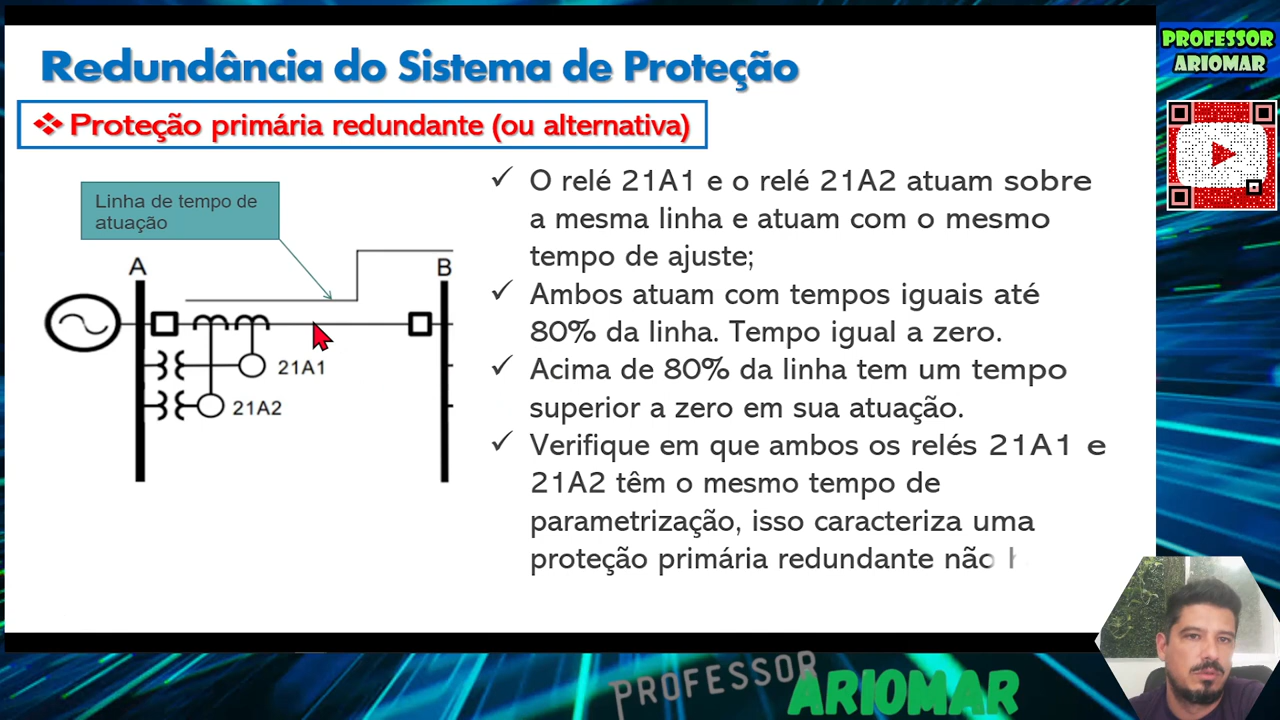 Redundância do Sistema de Proteção
PROFESSOR
ARIOMAR
Proteção primária redundante (ou alternativa)
Linha de tempo de
atuação
A
B
21A1
21A2
O relé 21A1 e o relé 21A2 atuam sobre
a mesma linha e atuam com o mesmo
tempo de ajuste;
Ambos atuam com tempos iguais até
80% da linha. Tempo igual a zero.
Acima de 80% da linha tem um tempo
superior a zero em sua atuação.
Verifique em que ambos os relés 21A1 e
21A2 têm o mesmo tempo de
parametrização, isso caracteriza uma
proteção primária redundante não
PROFESSOR
ARIOMAR